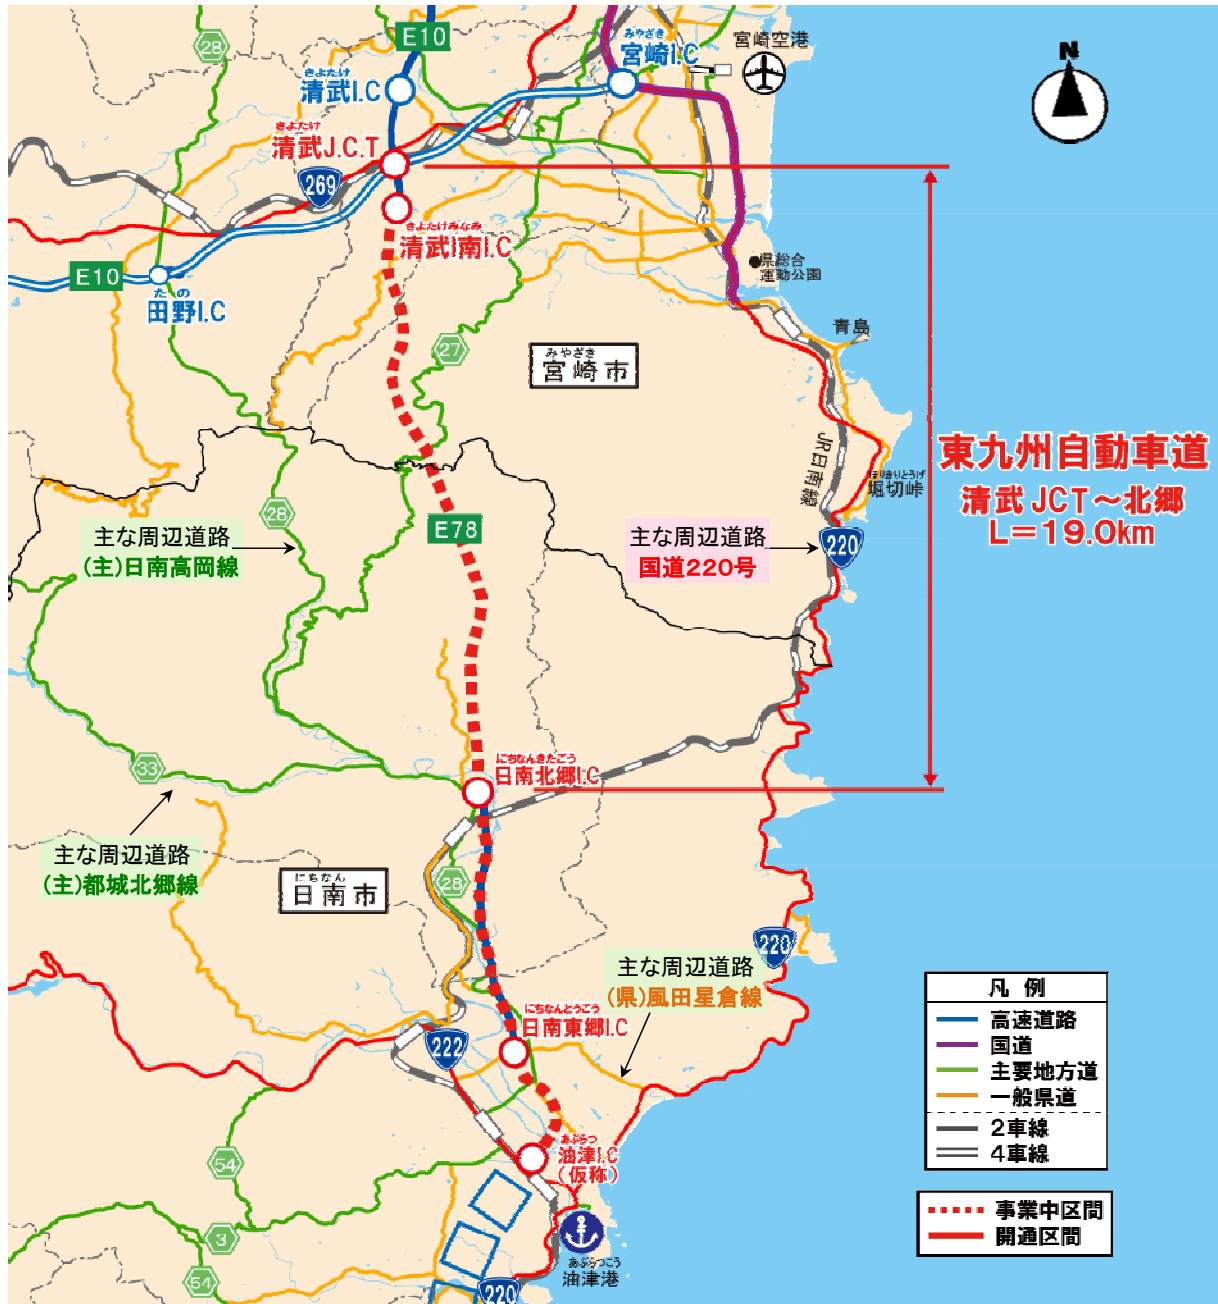 28
E10
みやざき
宮崎I.C
宮崎空港
N
きよたけ
清武I.C
きよたけ
清武J.C.T
269
きよたけみなみ
清武南I.C
E10
たの
田野I.C
県総合
運動公園
青島
27
みやざき
宮崎市
JR日南線
ほりきりとうげ
堀切峠
東九州自動車道
清武JCT～北郷
L=19.0km
28
E78
主な周辺道路
(主)日南高岡線
主な周辺道路
国道220号
220
33
にちなんきたごう
日南北郷I.C
主な周辺道路
(主)都城北郷線
にちなん
日南市
28
220
主な周辺道路
(県)風田星倉線
にちなんとうごう
日南東郷I.C
222
あぶらつ
油津I.C
(仮称)
54
3
54
あぶらつこう
油津港
220
凡例
高速道路
国道
主要地方道
一般県道
2車線
4車線
事業中区間
開通区間